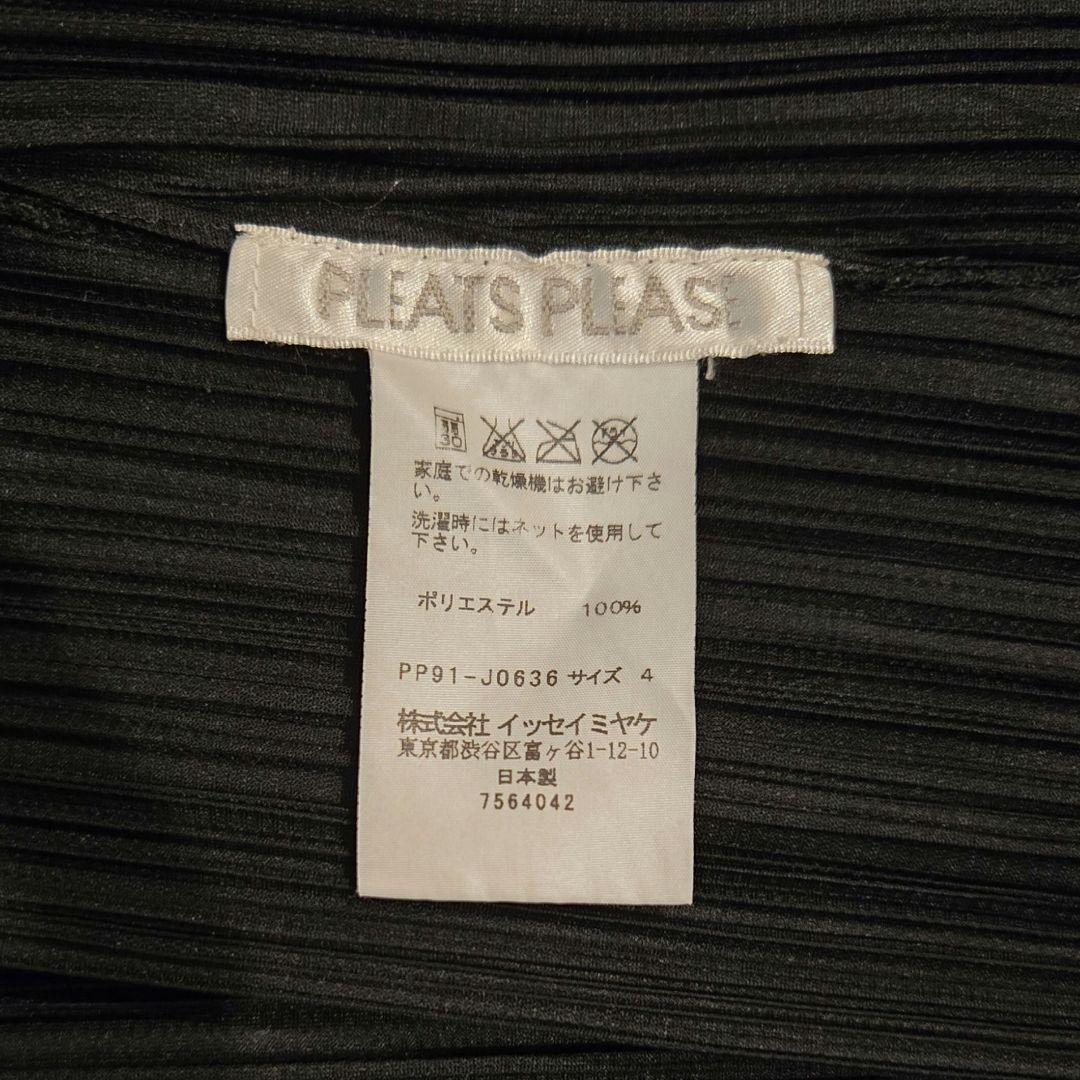 PLEATS PLEASE
30
家庭での乾燥機はお避け下さ
い。
洗濯時にはネットを使用して
下さい。
ポリエステル 100%
PP91-J0636 サイズ 4
株式会社 イッセイミヤケ
東京都渋谷区富ヶ谷1-12-10
日本製
7564042